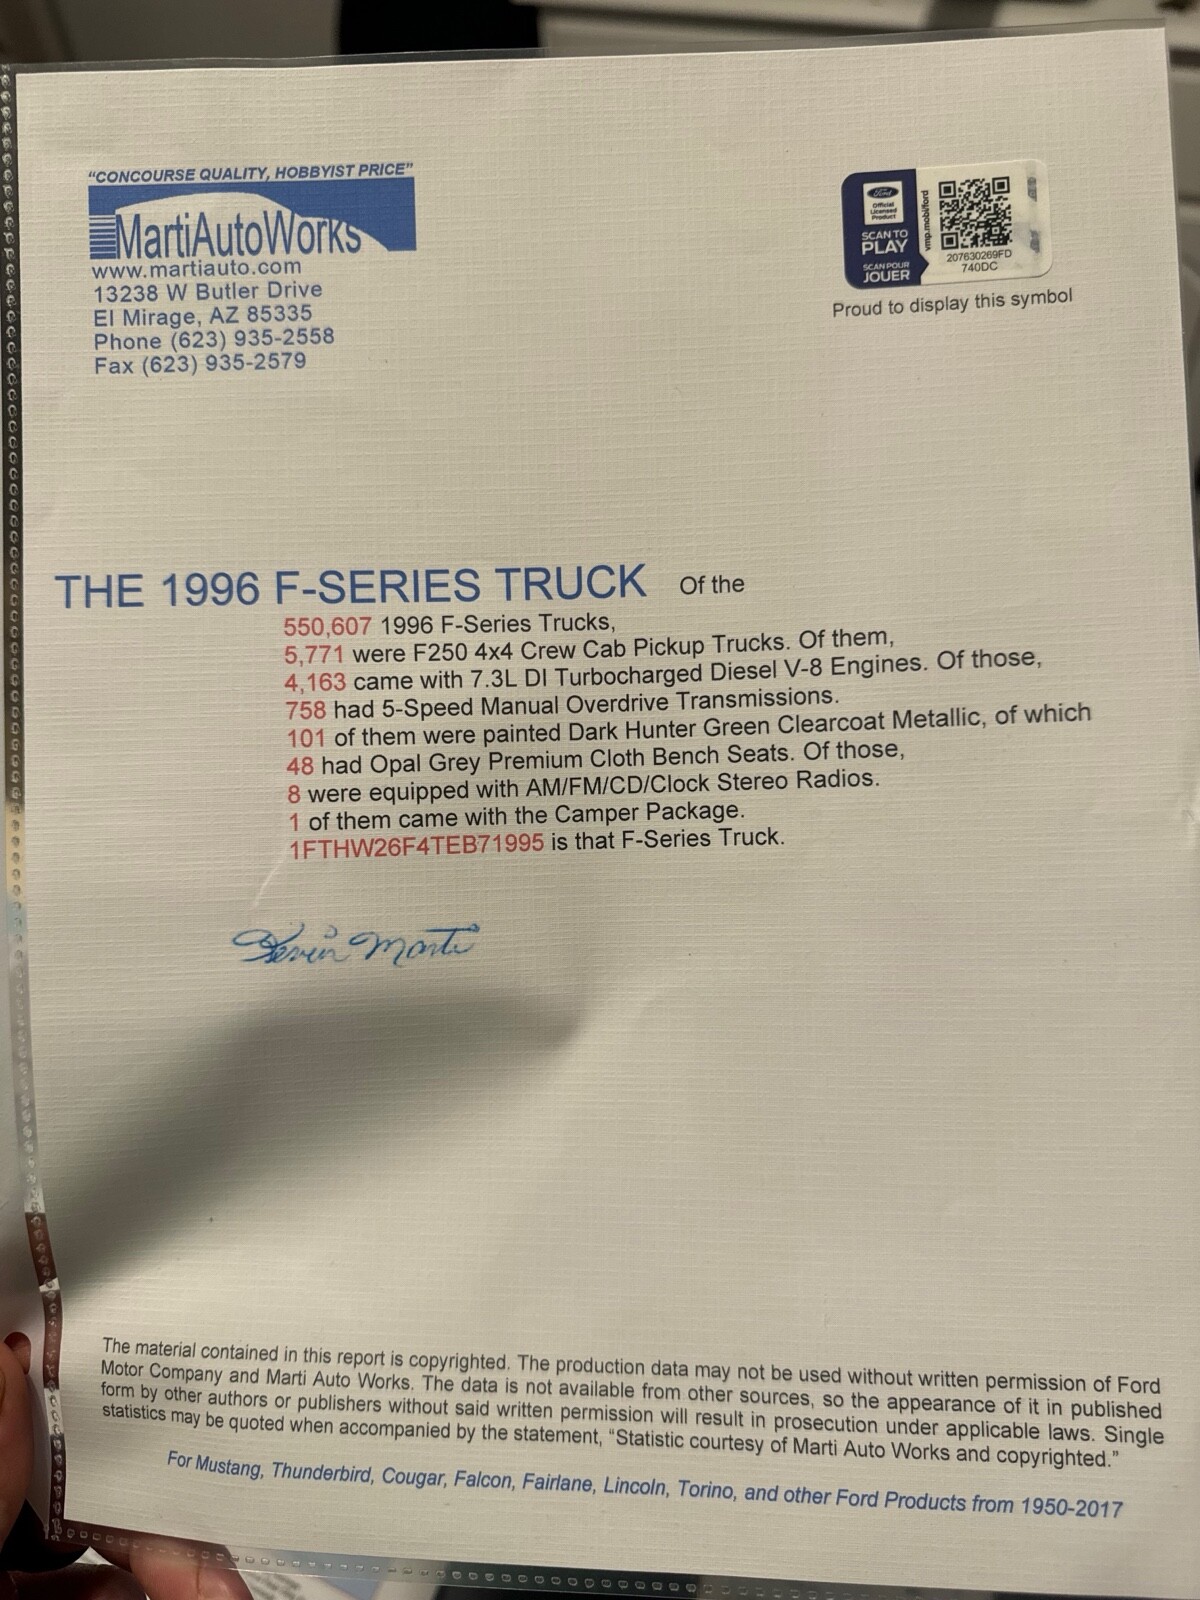 "CONCOURSE QUALITY, HOBBYIST PRICE"
MartiAutoWorks
www.martiauto.com
13238 W Butler Drive
El Mirage, AZ 85335
Phone (623) 935-2558
Fax (623) 935-2579
Ford
Official
Licensed
Product
SCAN TO
PLAY
SCAN POUR
JOUER
vmp.mobi/ford
207630269FD
740DC
Proud to display this symbol
THE 1996 F-SERIES TRUCK Of the
550,607 1996 F-Series Trucks,
5,771 were F250 4x4 Crew Cab Pickup Trucks. Of them,
4,163 came with 7.3L DI Turbocharged Diesel V-8 Engines. Of those,
758 had 5-Speed Manual Overdrive Transmissions.
101 of them were painted Dark Hunter Green Clearcoat Metallic, of which
48 had Opal Grey Premium Cloth Bench Seats. Of those,
8 were equipped with AM/FM/CD/Clock Stereo Radios.
1 of them came with the Camper Package.
1FTHW26F4TEB71995 is that F-Series Truck.
Kevin Marti
The material contained in this report is copyrighted. The production data may not be used without written permission of Ford
Motor Company and Marti Auto Works. The data is not available from other sources, so the appearance of it in published
form by other authors or publishers without said written permission will result in prosecution under applicable laws. Single
statistics may be quoted when accompanied by the statement, "Statistic courtesy of Marti Auto Works and copyrighted."
For Mustang, Thunderbird, Cougar, Falcon, Fairlane, Lincoln, Torino, and other Ford Products from 1950-2017